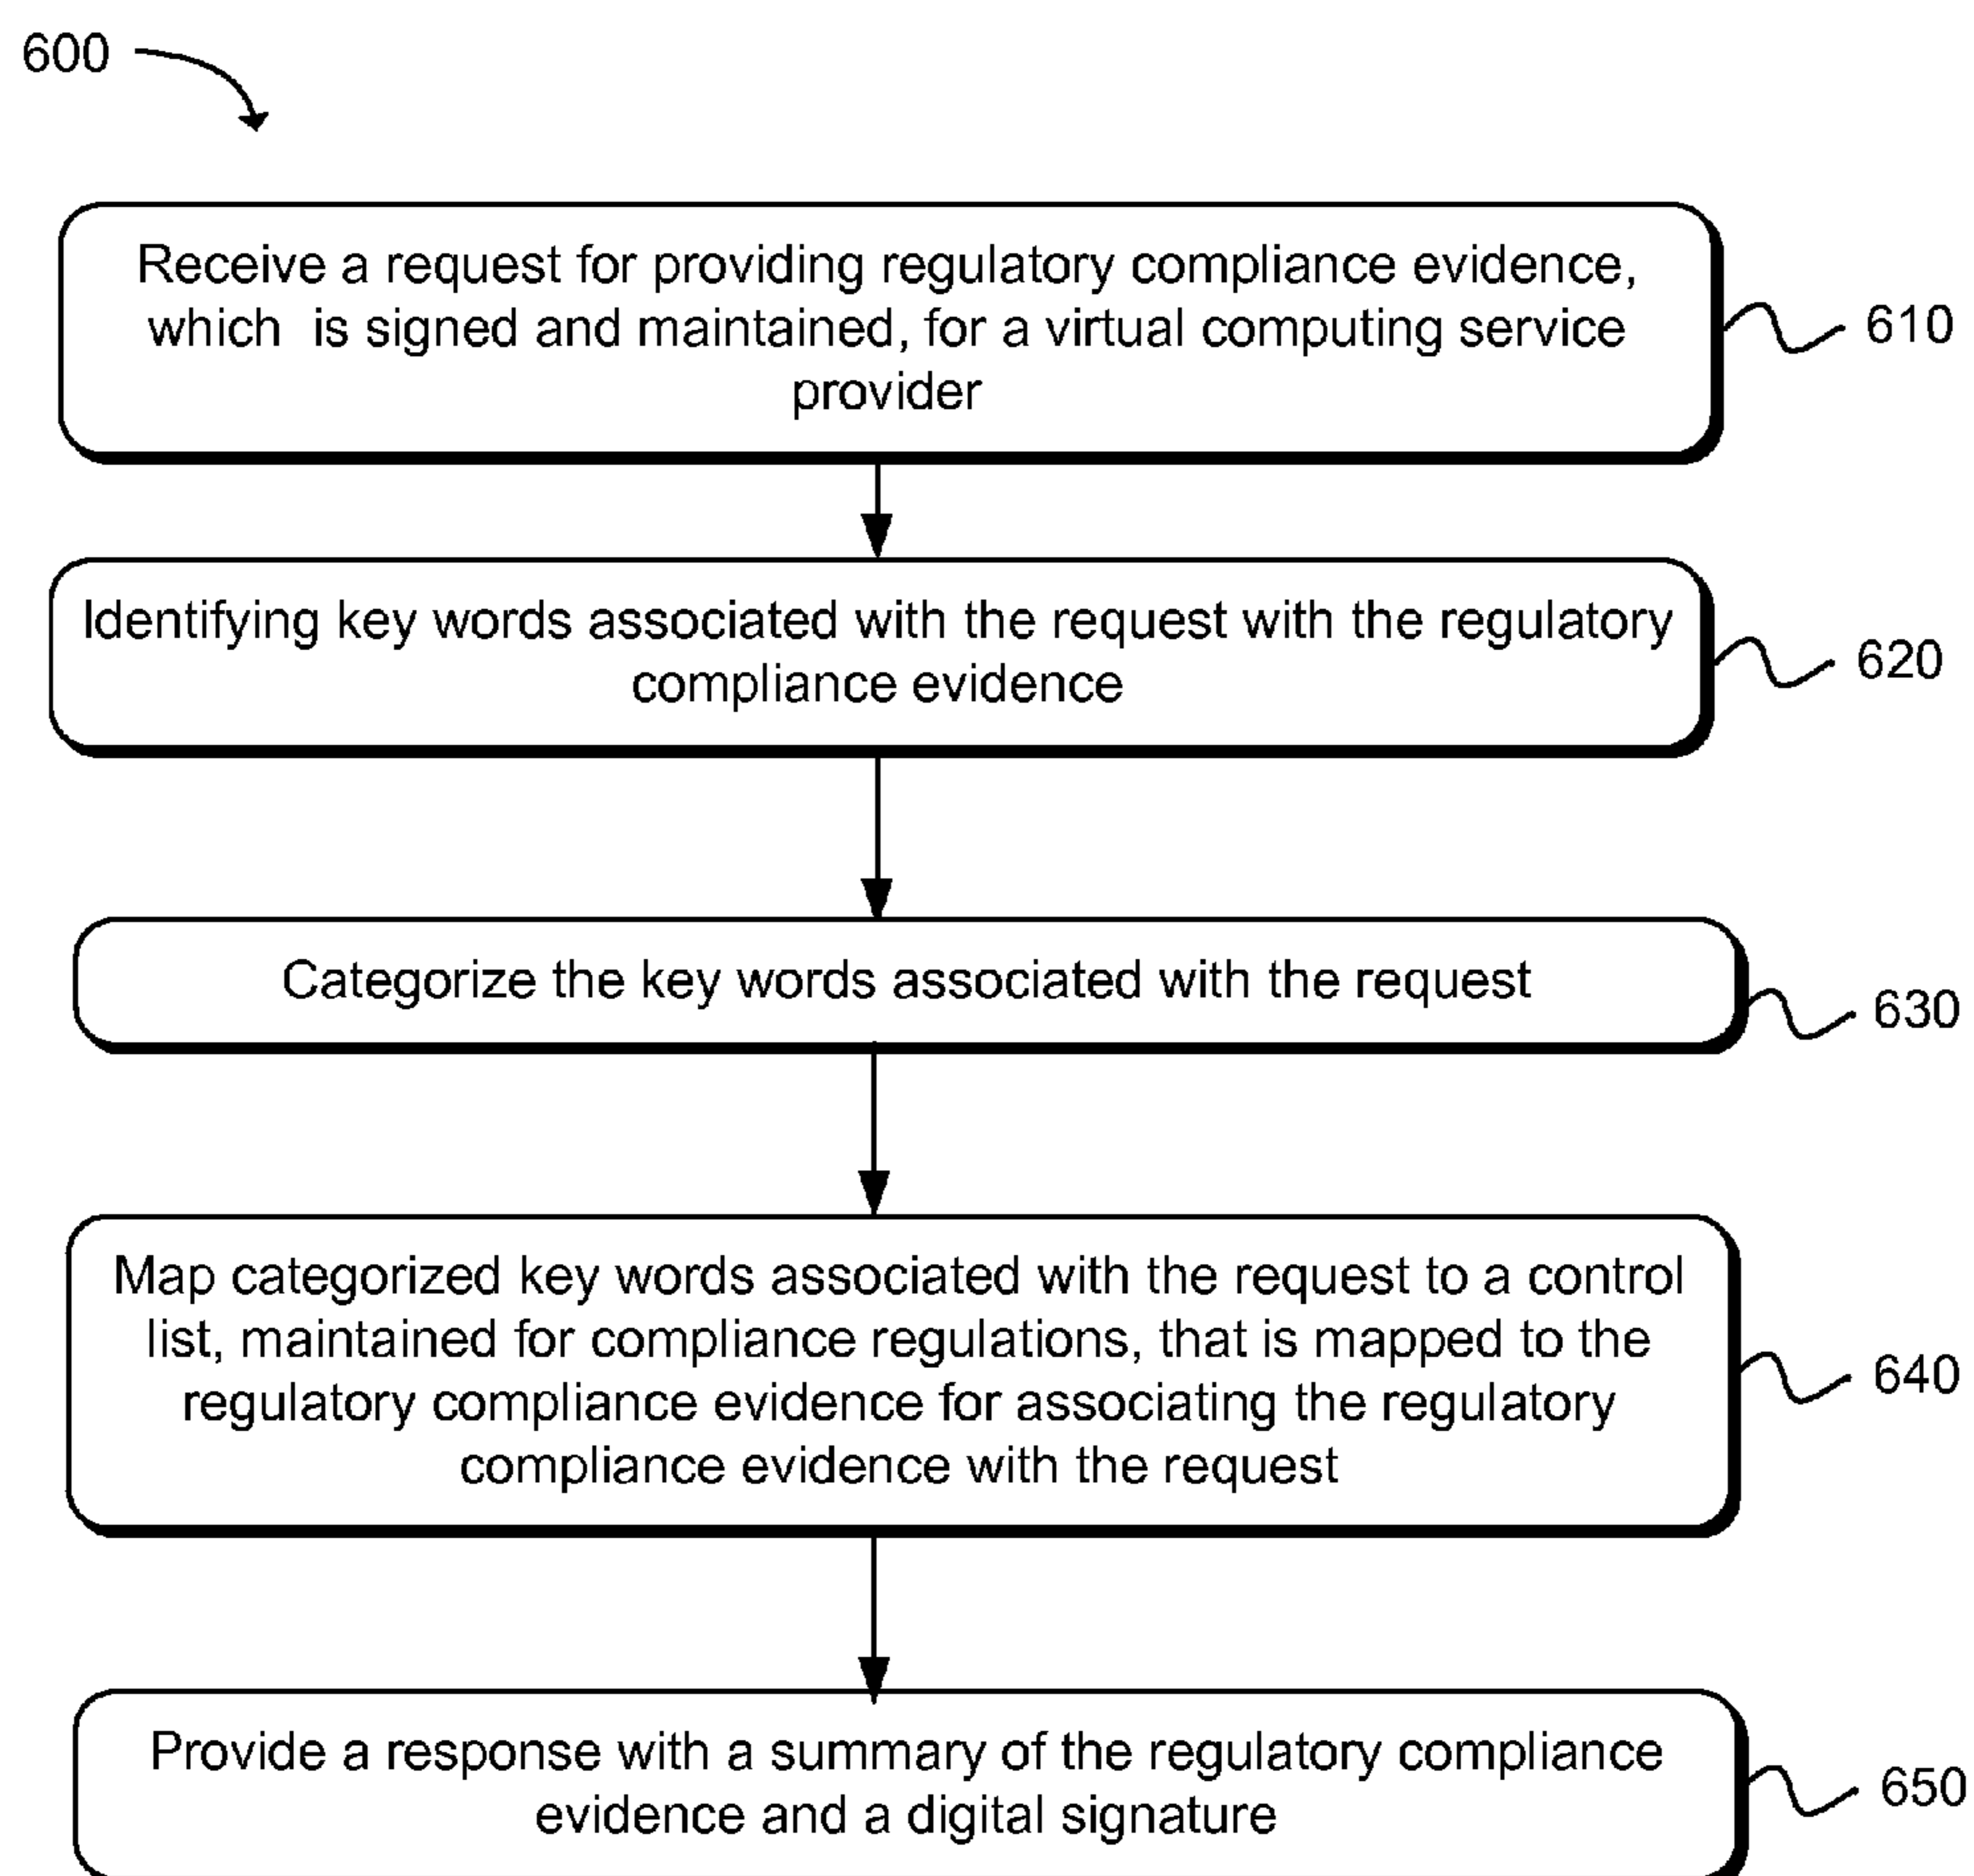 600
Receive a request for providing regulatory compliance evidence,
which is signed and maintained, for a virtual computing service
provider
610
Identifying key words associated with the request with the regulatory
compliance evidence
620
Categorize the key words associated with the request
630
Map categorized key words associated with the request to a control
list, maintained for compliance regulations, that is mapped to the
regulatory compliance evidence for associating the regulatory
compliance evidence with the request
640
Provide a response with a summary of the regulatory compliance
evidence and a digital signature
650